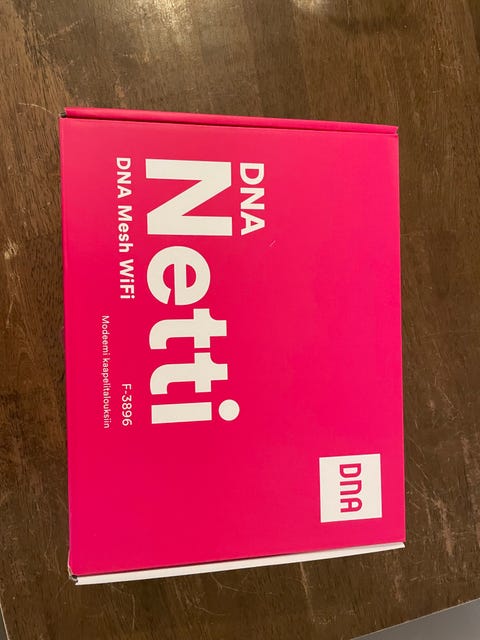 DNA
Netti
DNA Mesh WiFi
F-3896
Modeemi kaapelitalouksiin
DNA